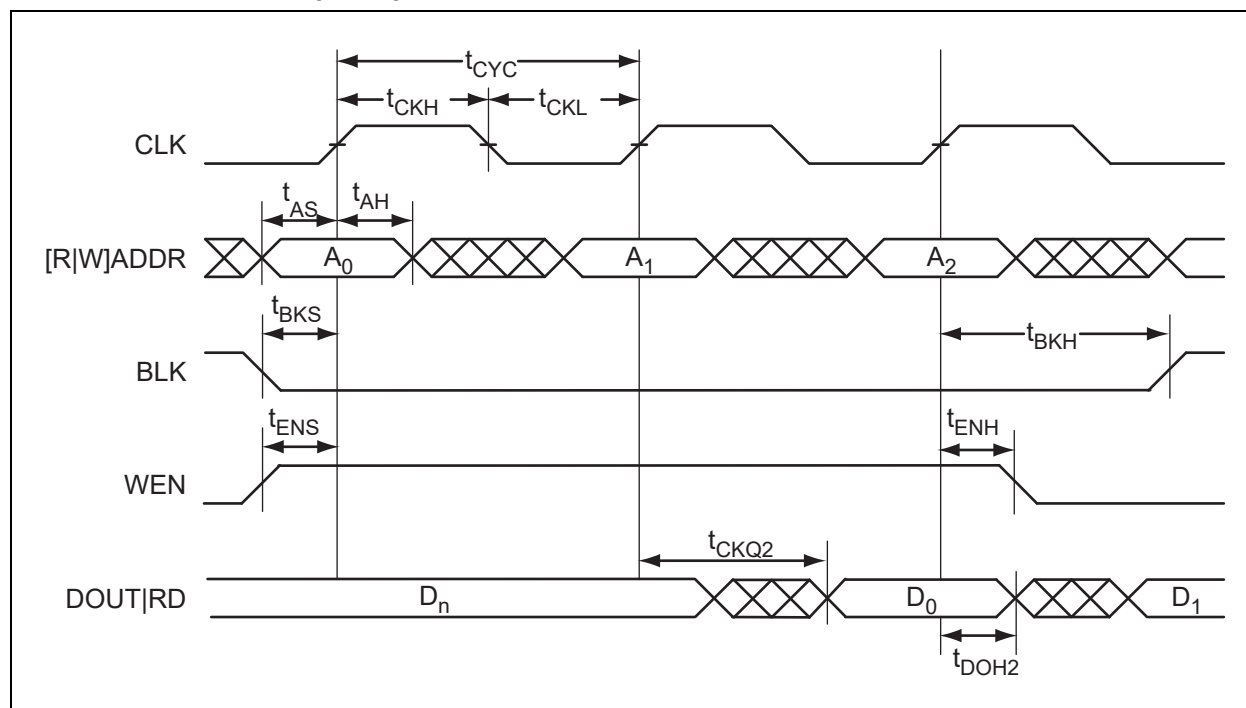 tCYC
tCKH tCKL
CLK
tAS tAH
[R|W]ADDR A0 A1 A2
tBKS tBKH
BLK
tENS tENH
WEN
tCKQ2
DOUT|RD Dn D0 D1
tDOH2